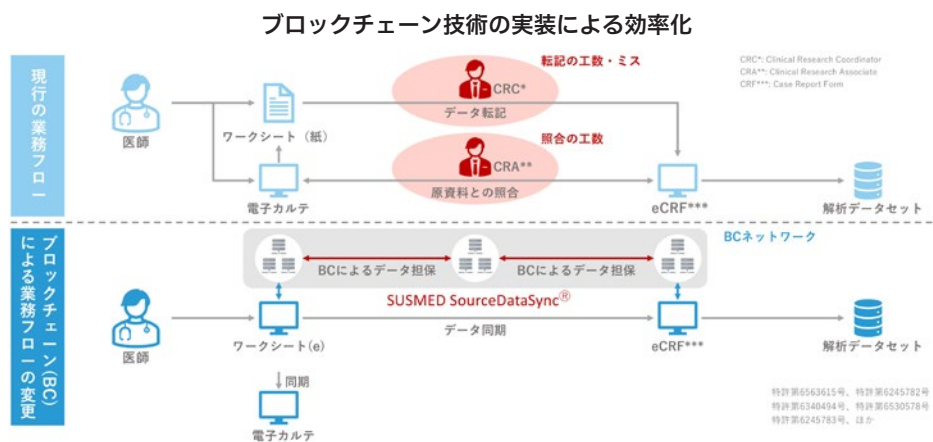 ブロックチェーン技術の実装による効率化
現行の業務フロー
医師
ワークシート（紙）
電子カルテ
転記の工数・ミス
CRC*
データ転記
照合の工数
CRA**
原資料との照合
eCRF***
解析データセット
CRC*: Clinical Research Coordinator
CRA**: Clinical Research Associate
CRF***: Case Report Form
ブロックチェーン(BC)
による業務フローの変更
BCネットワーク
BCによるデータ担保
BCによるデータ担保
SUSMED SourceDataSync®
医師
ワークシート(e)
データ同期
eCRF***
解析データセット
同期
電子カルテ
特許第6563615号、特許第6245782号
特許第6340494号、特許第6530578号
特許第6245783号、ほか